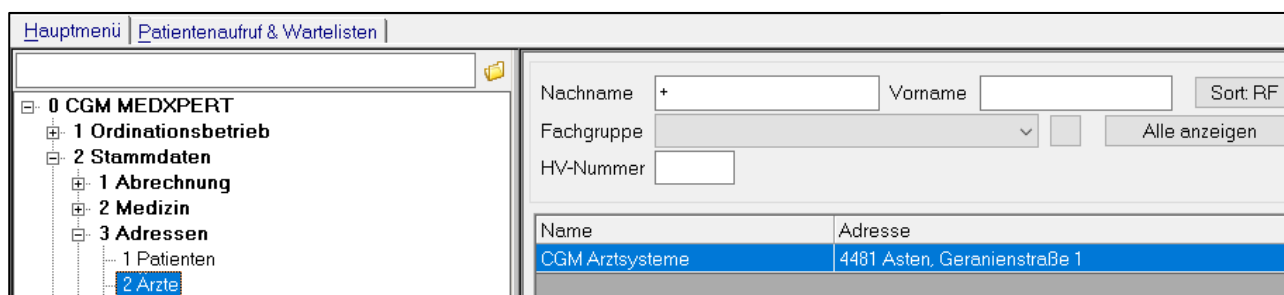 Hauptmenü Patientenaufruf & Wartelisten
0 CGM MEDXPERT
1 Ordinationsbetrieb
2 Stammdaten
1 Abrechnung
2 Medizin
3 Adressen
1 Patienten
2 Ärzte
Nachname + Vorname Sort: RF
Fachgruppe Alle anzeigen
HV-Nummer
Name Adresse
CGM Arztsysteme 4481 Asten, Geranienstraße 1